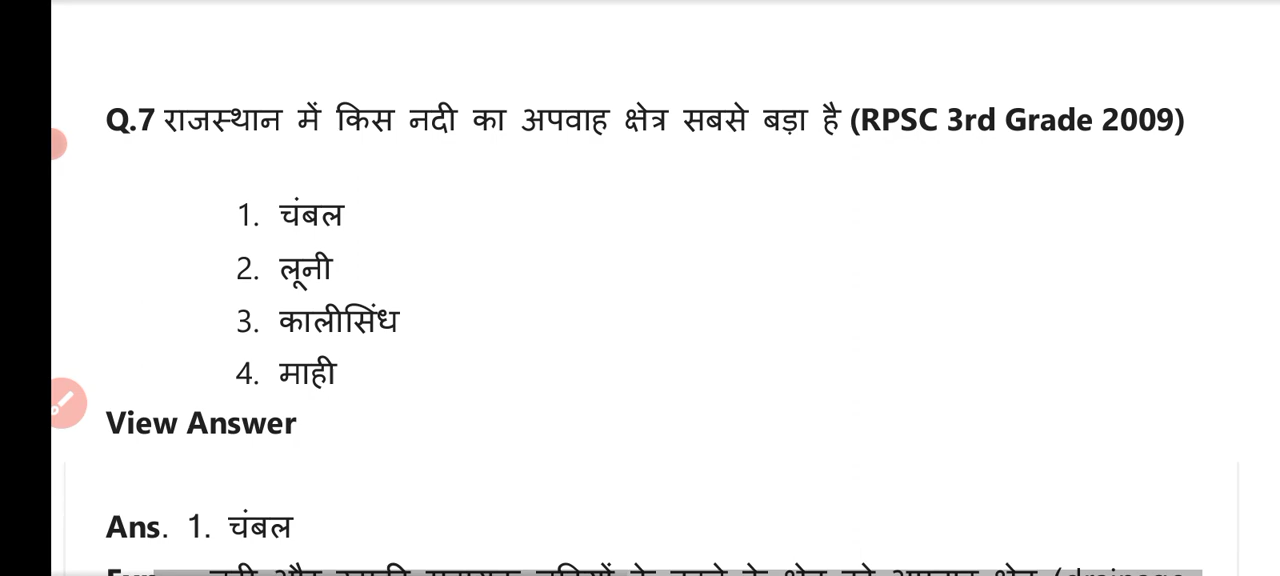 Q.7 राजस्थान में किस नदी का अपवाह क्षेत्र सबसे बड़ा है (RPSC 3rd Grade 2009)
1. चंबल
2. लूनी
3. कालीसिंध
4. माही
View Answer
Ans. 1. चंबल